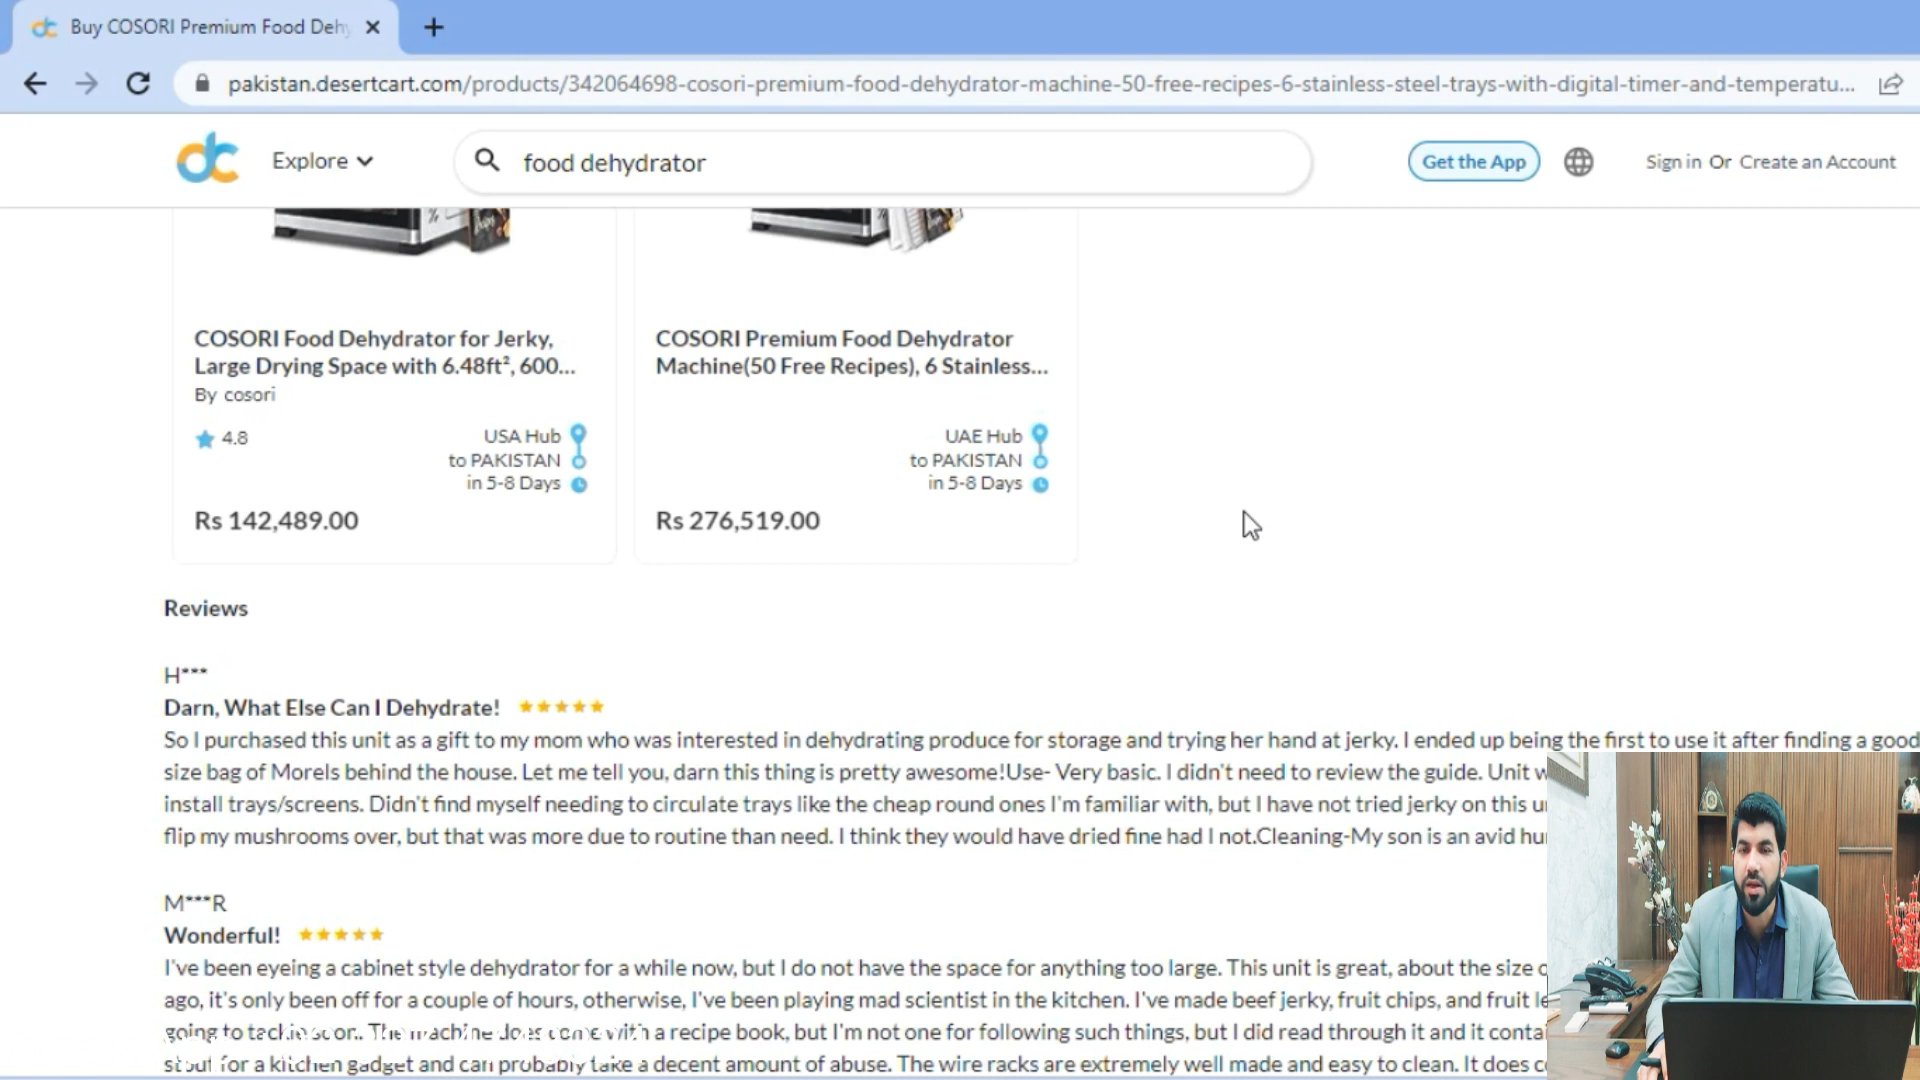 Buy COSORI Premium Food Deh
pakistan.desertcart.com/products/342064698-cosori-premium-food-dehydrator-machine-50-free-recipes-6-stainless-steel-trays-with-digital-timer-and-temperatu...
dc
Explore
food dehydrator
Get the App
Sign in Or Create an Account
COSORI Food Dehydrator for Jerky,
Large Drying Space with 6.48ft², 600...
By cosori
4.8
USA Hub
to PAKISTAN
in 5-8 Days
Rs 142,489.00
COSORI Premium Food Dehydrator
Machine(50 Free Recipes), 6 Stainless...
UAE Hub
to PAKISTAN
in 5-8 Days
Rs 276,519.00
Reviews
H***
Darn, What Else Can I Dehydrate!
So I purchased this unit as a gift to my mom who was interested in dehydrating produce for storage and trying her hand at jerky. I ended up being the first to use it after finding a good
size bag of Morels behind the house. Let me tell you, darn this thing is pretty awesome!Use- Very basic. I didn't need to review the guide. Unit w
install trays/screens. Didn't find myself needing to circulate trays like the cheap round ones I'm familiar with, but I have not tried jerky on this u
flip my mushrooms over, but that was more due to routine than need. I think they would have dried fine had I not.Cleaning-My son is an avid hu
M***R
Wonderful!
I've been eyeing a cabinet style dehydrator for a while now, but I do not have the space for anything too large. This unit is great, about the size o
ago, it's only been off for a couple of hours, otherwise, I've been playing mad scientist in the kitchen. I've made beef jerky, fruit chips, and fruit le
going to tackle soon. The machine does come with a recipe book, but I'm not one for following such things, but I did read through it and it contai
stout for a kitchen gadget and can probably take a decent amount of abuse. The wire racks are extremely well made and easy to clean. It does c